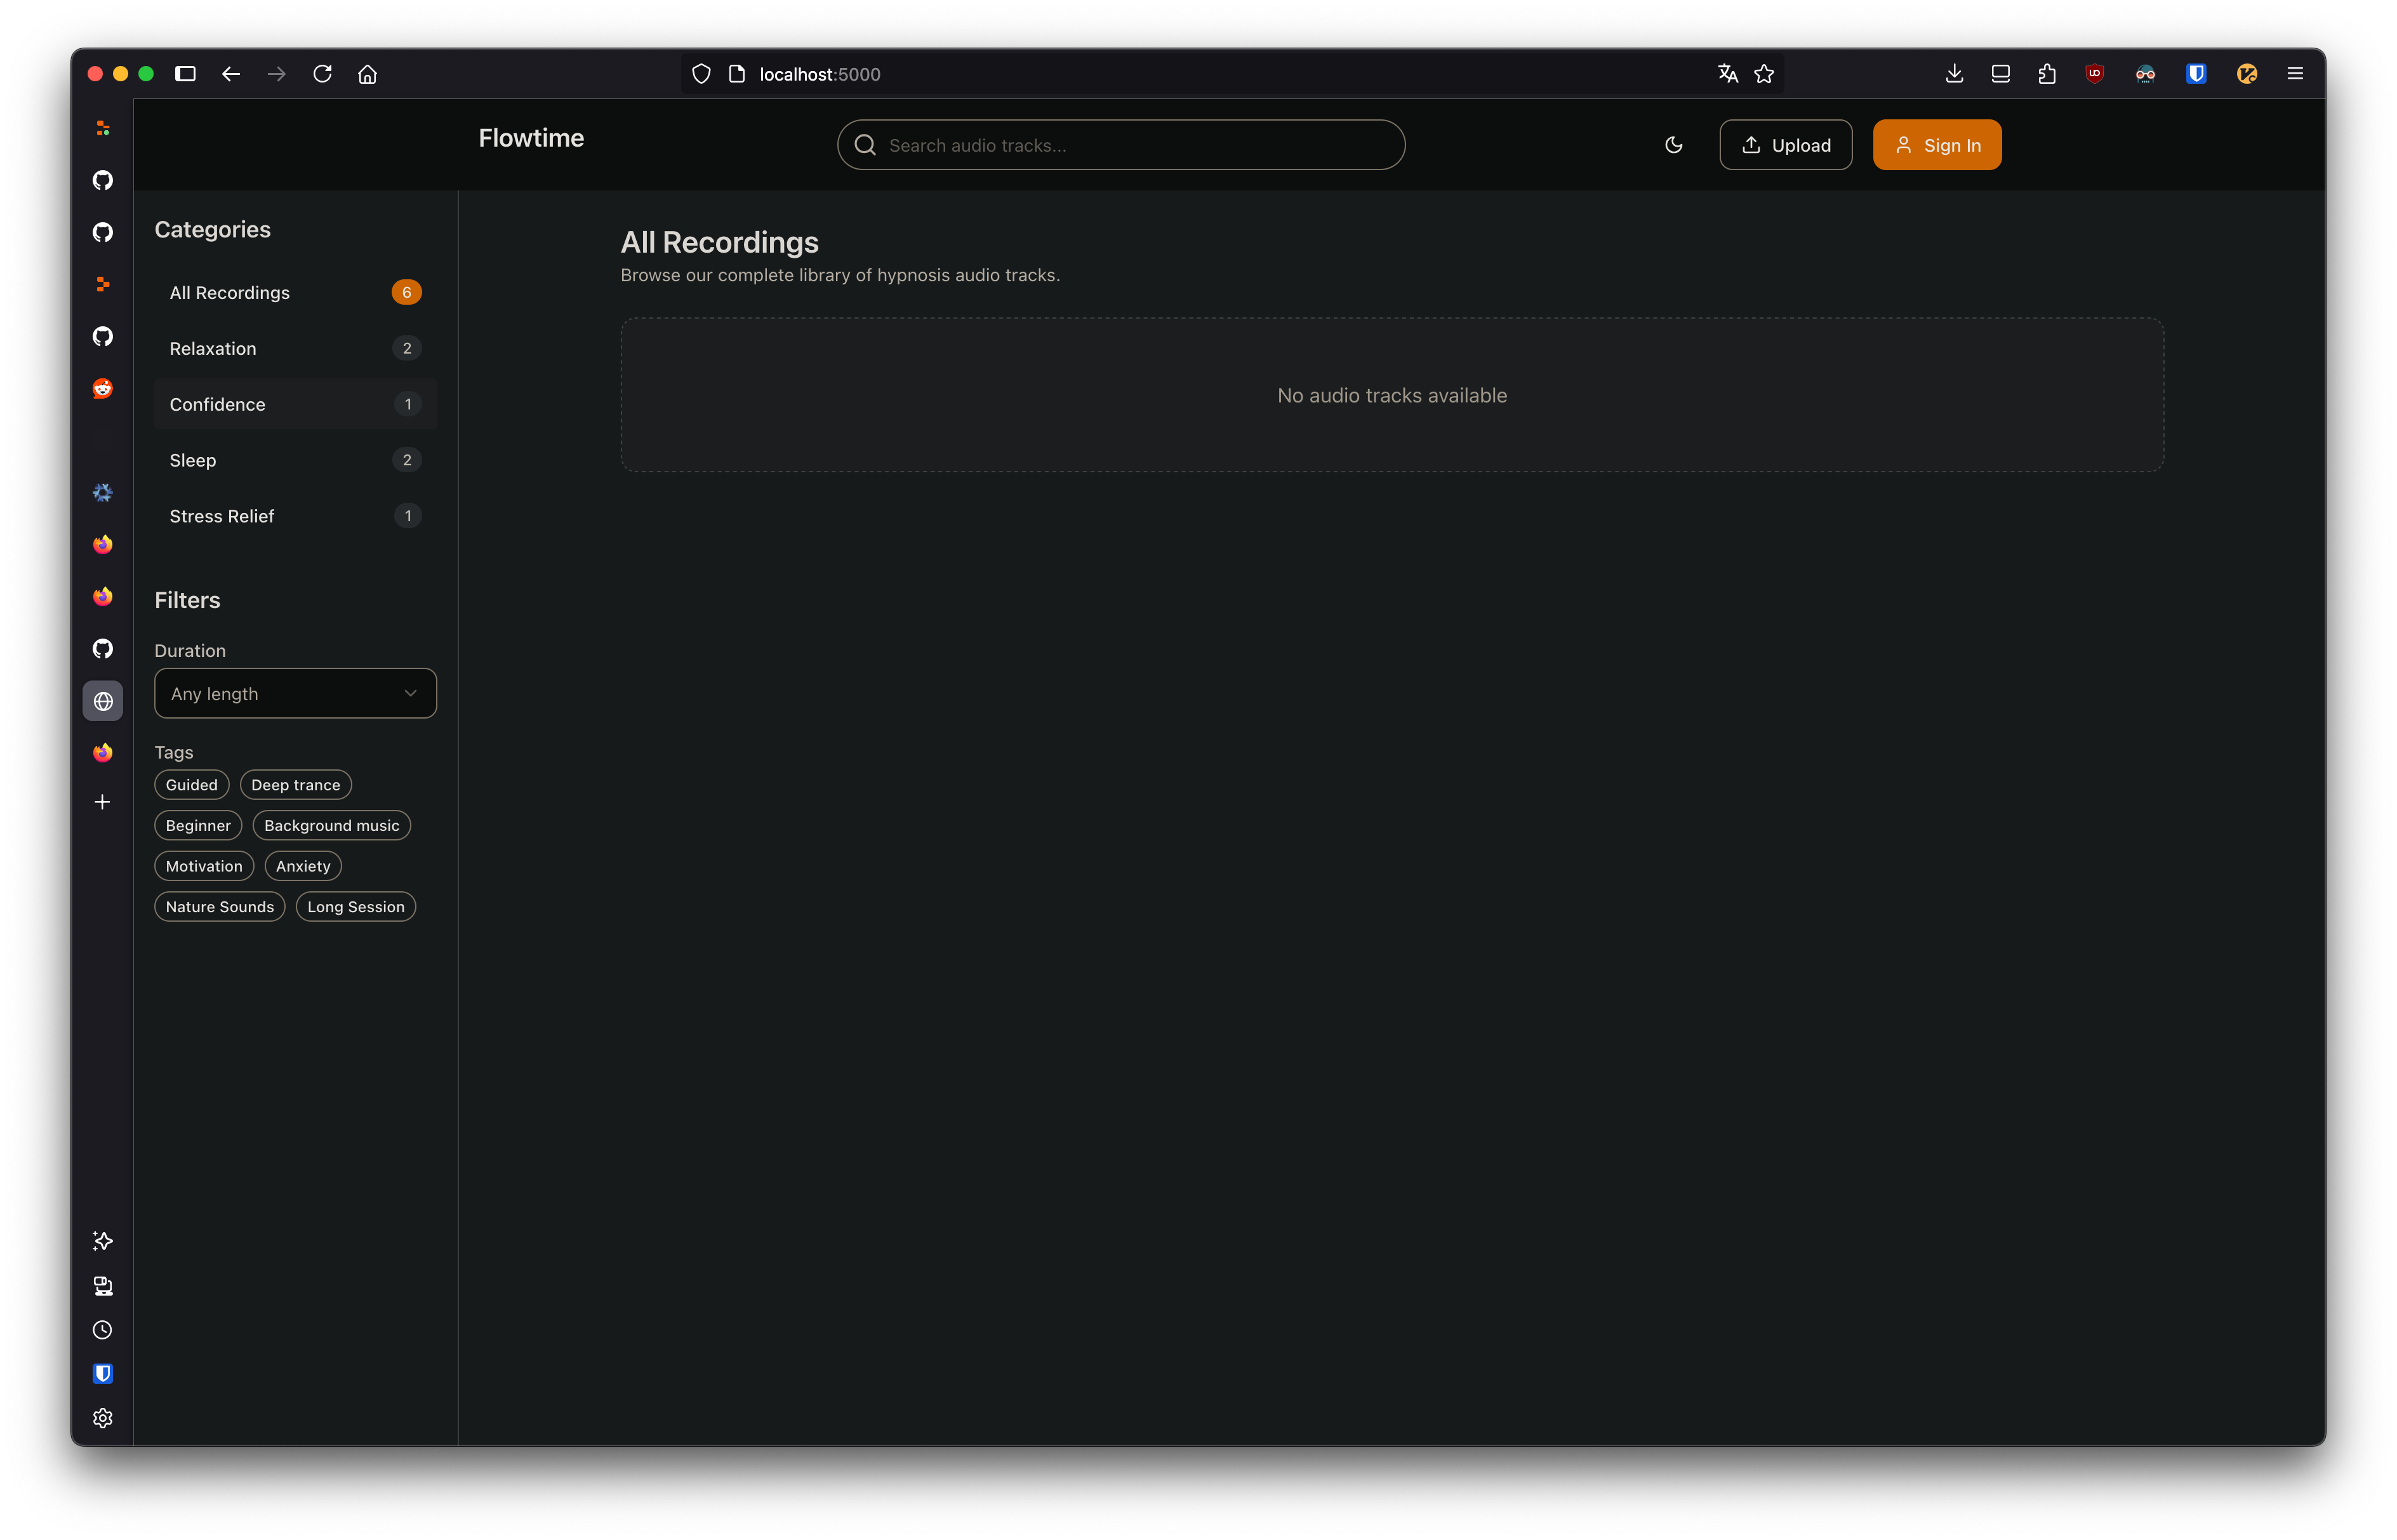 localhost:5000
Flowtime
Search audio tracks...
Upload
Sign In
Categories
All Recordings 6
Relaxation 2
Confidence 1
Sleep 2
Stress Relief 1
Filters
Duration
Any length
Tags
Guided Deep trance
Beginner Background music
Motivation Anxiety
Nature Sounds Long Session
All Recordings
Browse our complete library of hypnosis audio tracks.
No audio tracks available